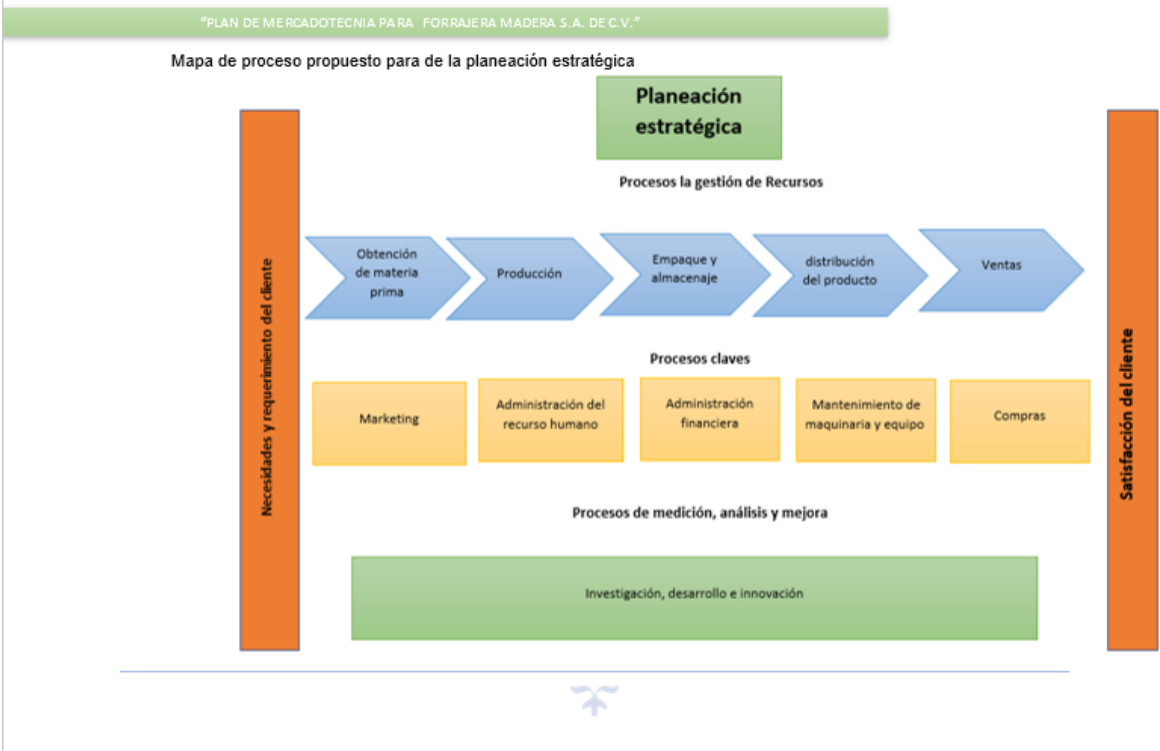 “PLAN DE MERCADOTECNIA PARA FORRAJERA MADERA S.A. DE C.V.”
Mapa de proceso propuesto para de la planeación estratégica
Planeación
estratégica
Procesos la gestión de Recursos
Necesidades y requerimiento del cliente
Obtención
de materia
prima
Producción
Empaque y
almacenaje
distribución
del producto
Ventas
Procesos claves
Marketing
Administración del
recurso humano
Administración
financiera
Mantenimiento de
maquinaria y equipo
Compras
Satisfacción del cliente
Procesos de medición, análisis y mejora
Investigación, desarrollo e innovación